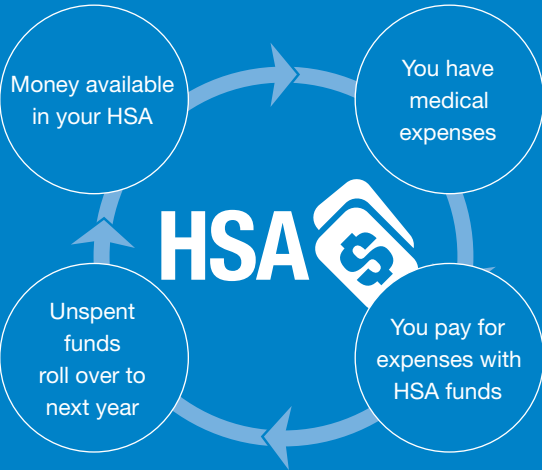 Money available
in your HSA
You have
medical
expenses
HSA
$
You pay for
expenses with
HSA funds
Unspent
funds
roll over to
next year